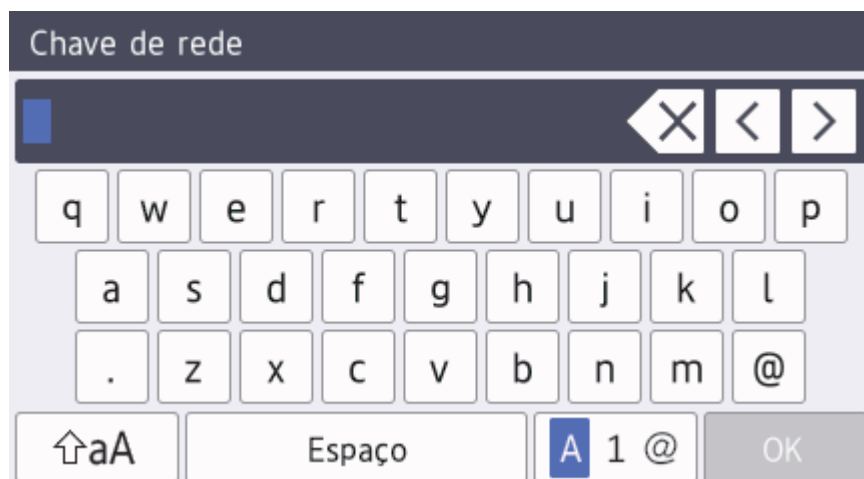 Chave de rede
q w e r t y u i o p
a s d f g h j k l
. z x c v b n m @
aA Espaço A 1 @ OK